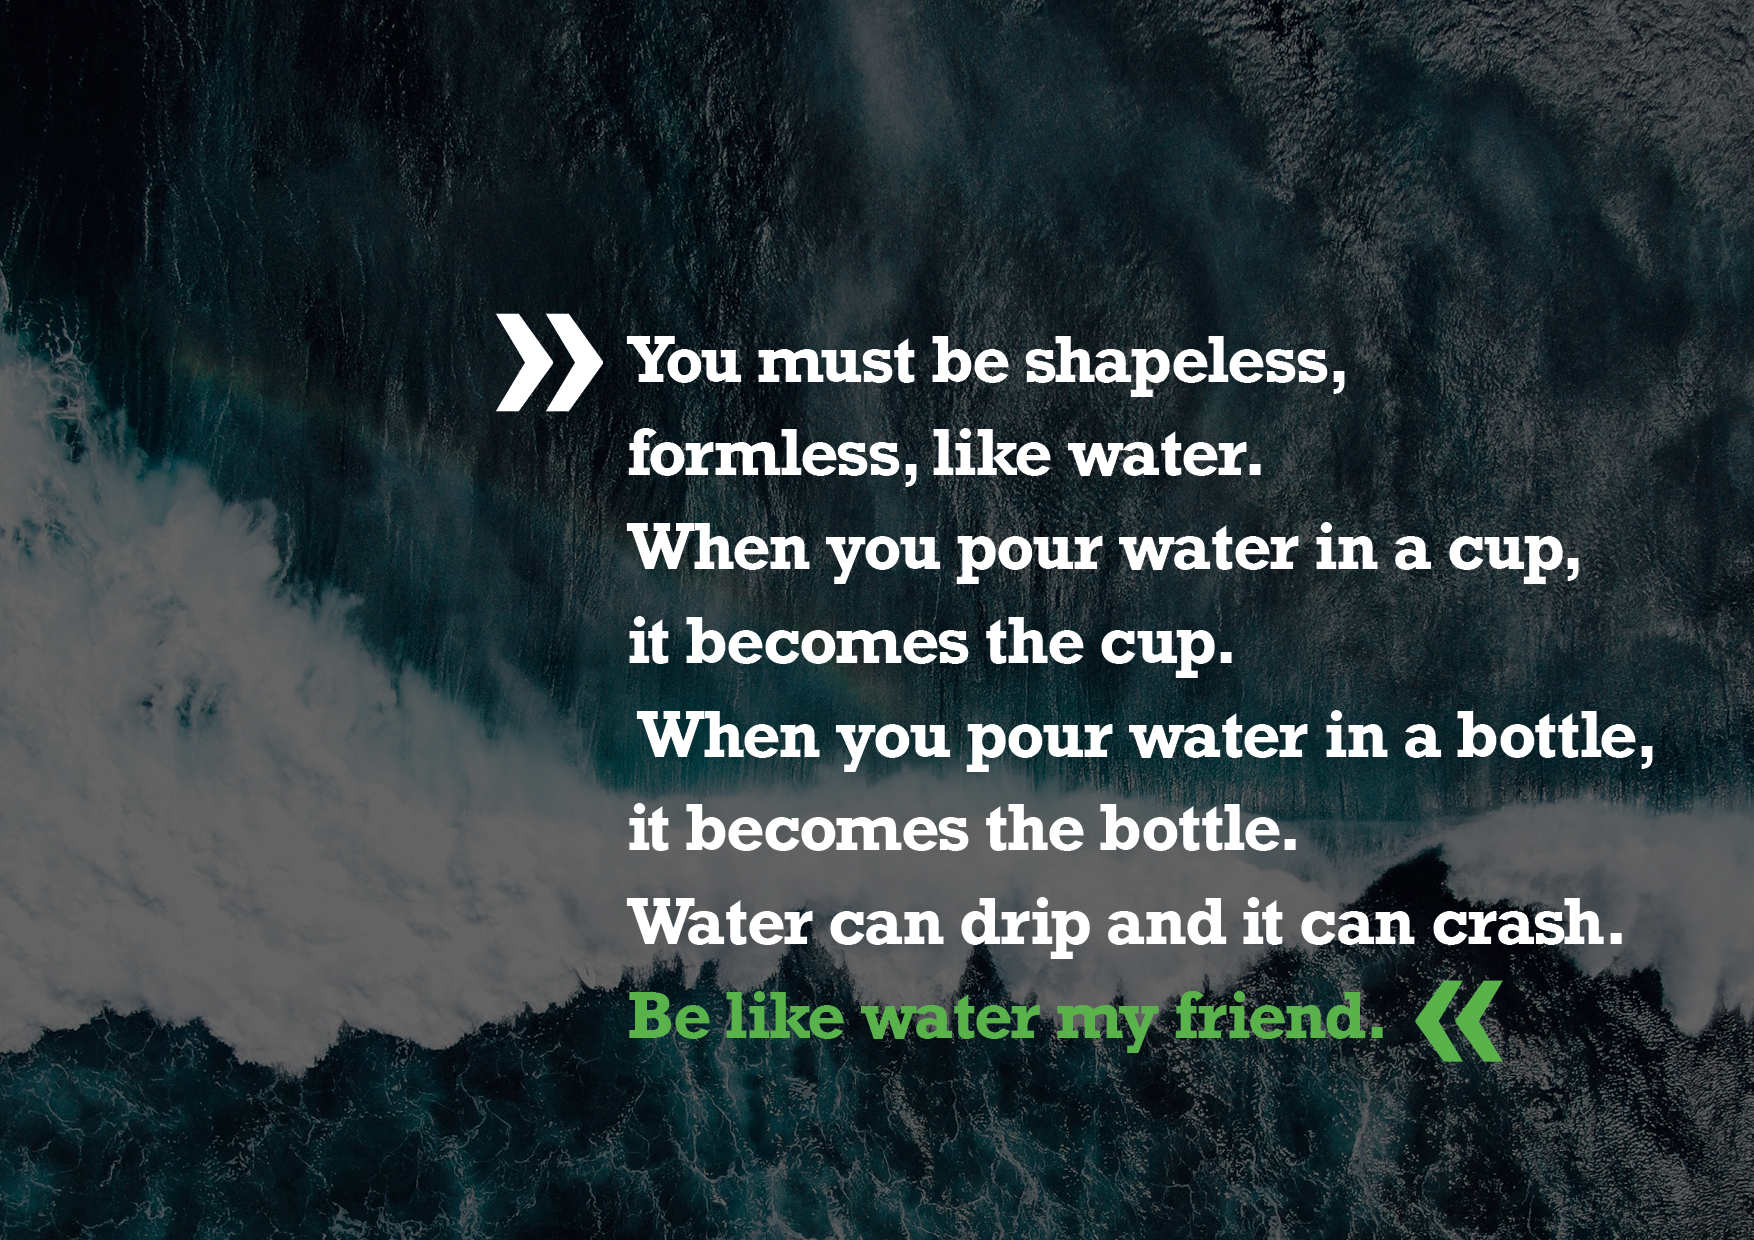 »You must be shapeless,
formless, like water.
When you pour water in a cup,
it becomes the cup.
When you pour water in a bottle,
it becomes the bottle.
Water can drip and it can crash.
Be like water my friend. «